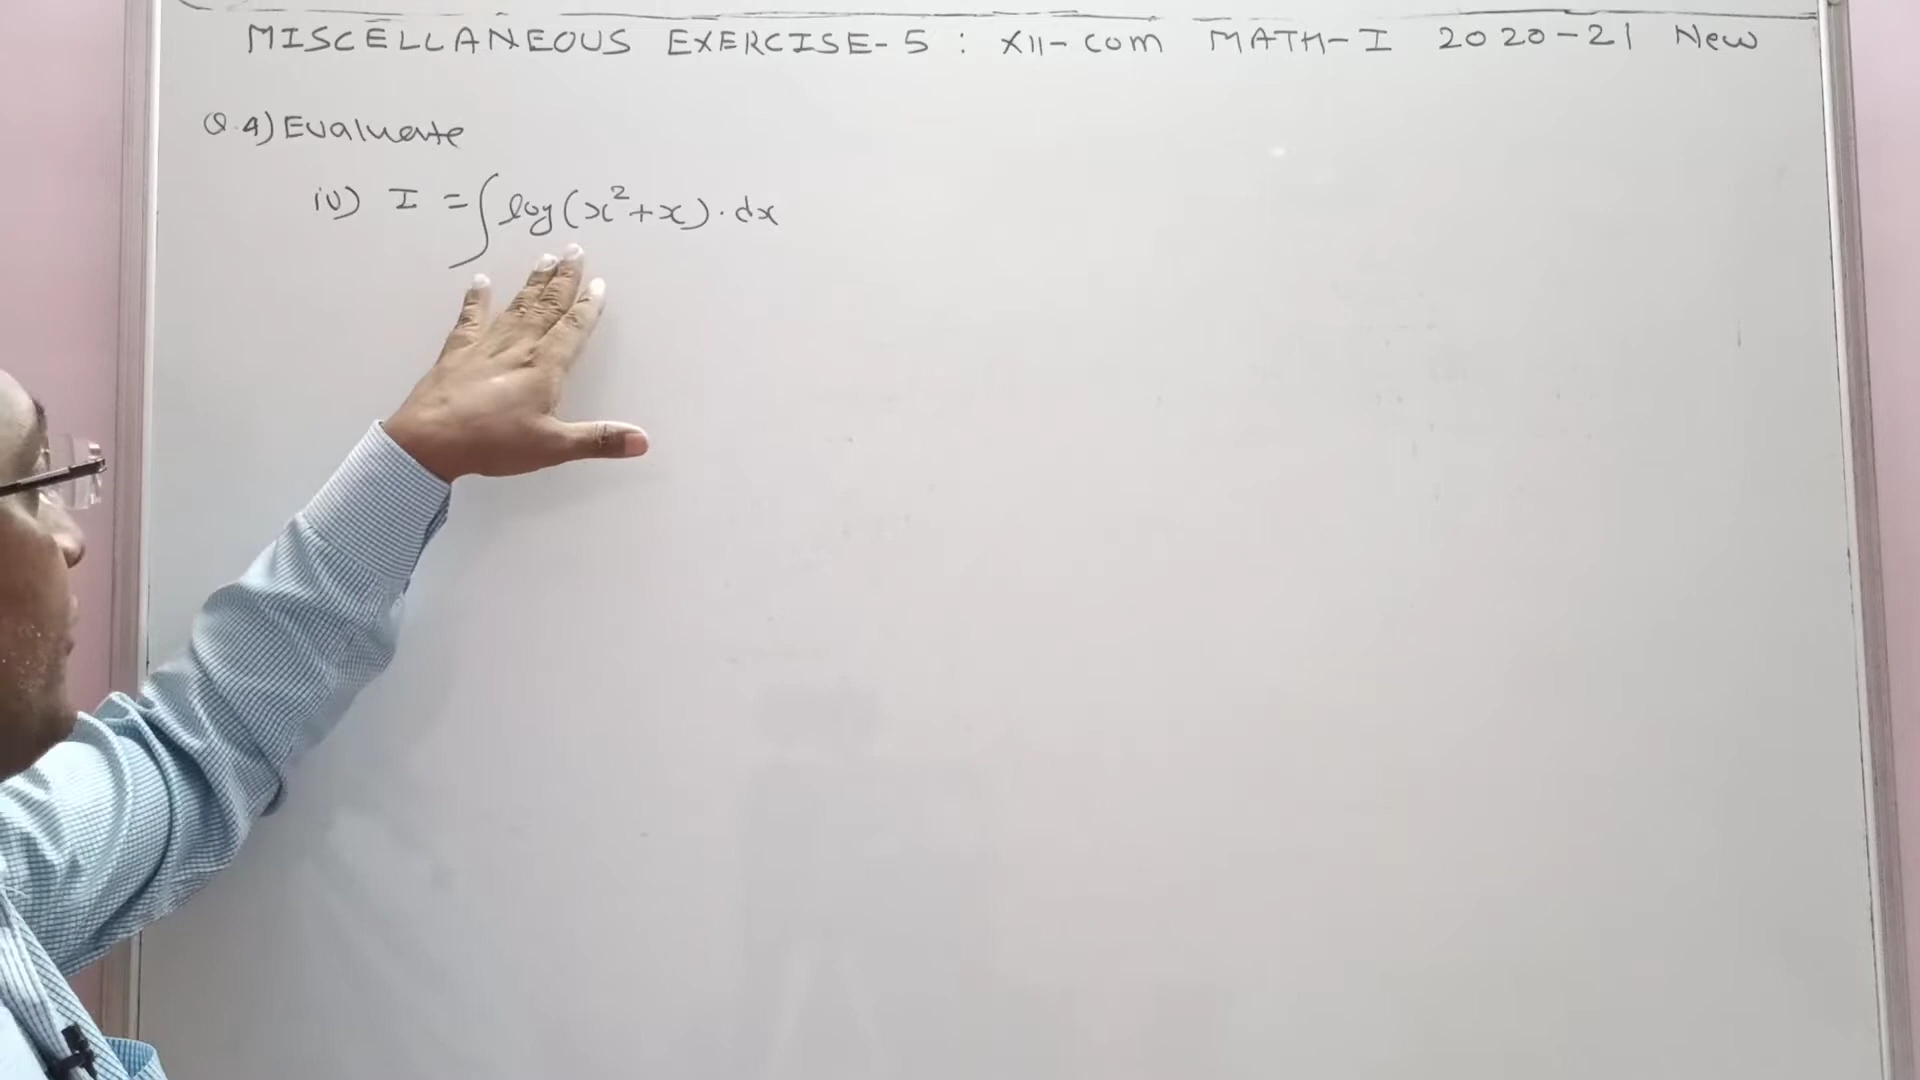 MISCELLANEOUS EXERCISE-5 : XII-COM MATH-I 2020-21 New
Q.4) Evaluate
iv) I = ∫ log(x²+x)·dx